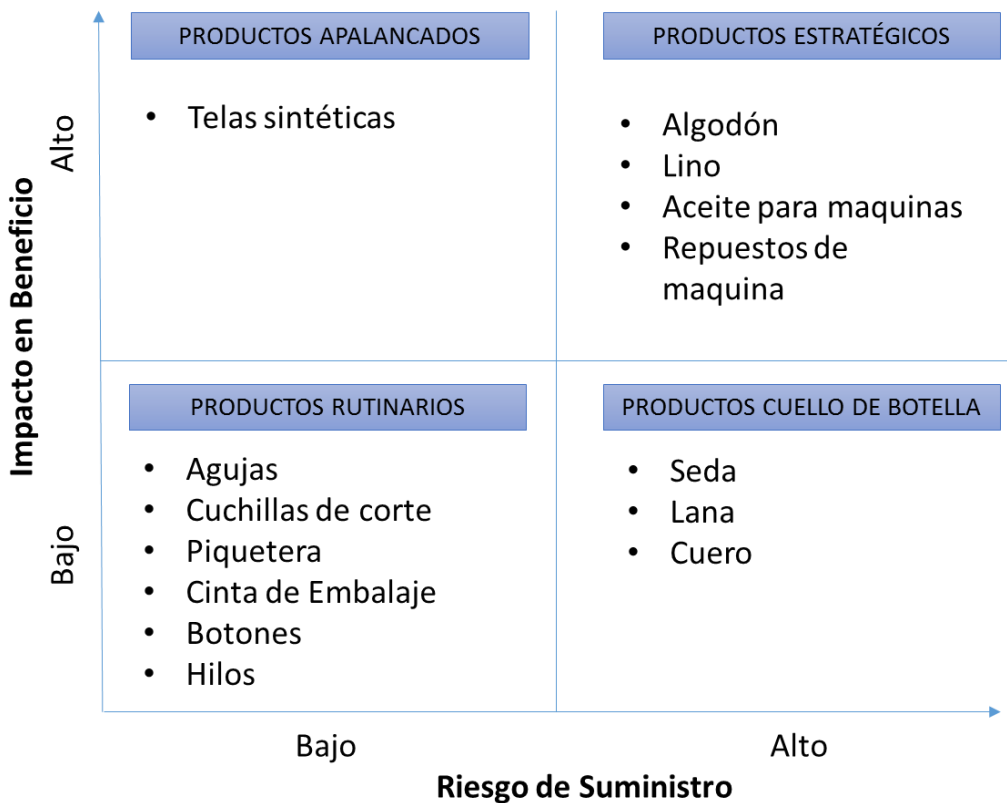 PRODUCTOS APALANCADOS
PRODUCTOS ESTRATÉGICOS
• Telas sintéticas
• Algodón
• Lino
• Aceite para maquinas
• Repuestos de
maquina
Alto
Impacto en Beneficio
PRODUCTOS RUTINARIOS
PRODUCTOS CUELLO DE BOTELLA
• Agujas
• Cuchillas de corte
• Piquetera
• Cinta de Embalaje
• Botones
• Hilos
• Seda
• Lana
• Cuero
Bajo
Bajo
Alto
Riesgo de Suministro